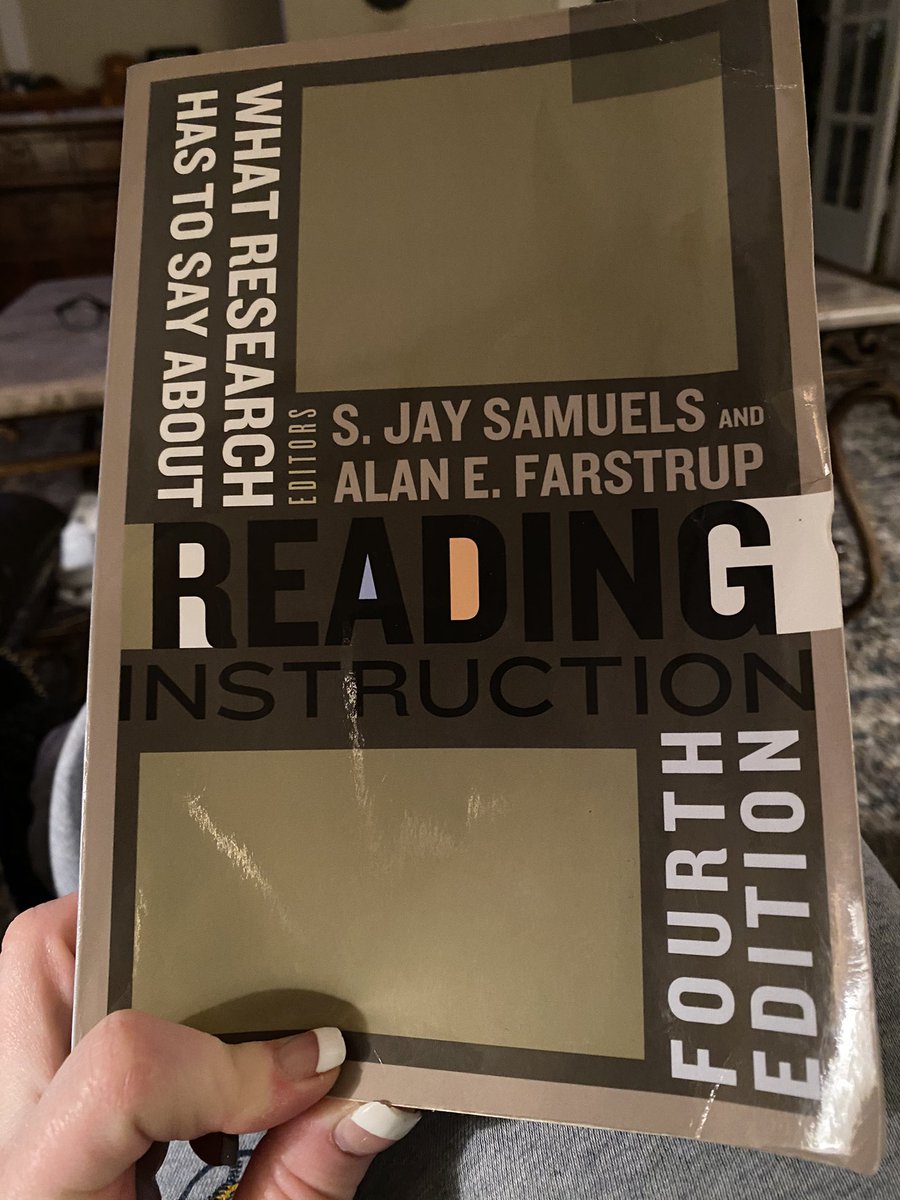 WHAT RESEARCH
HAS TO SAY ABOUT
EDITORS
S. JAY SAMUELS AND
ALAN E. FARSTRUP
READING
INSTRUCTION
FOURTH
EDITION